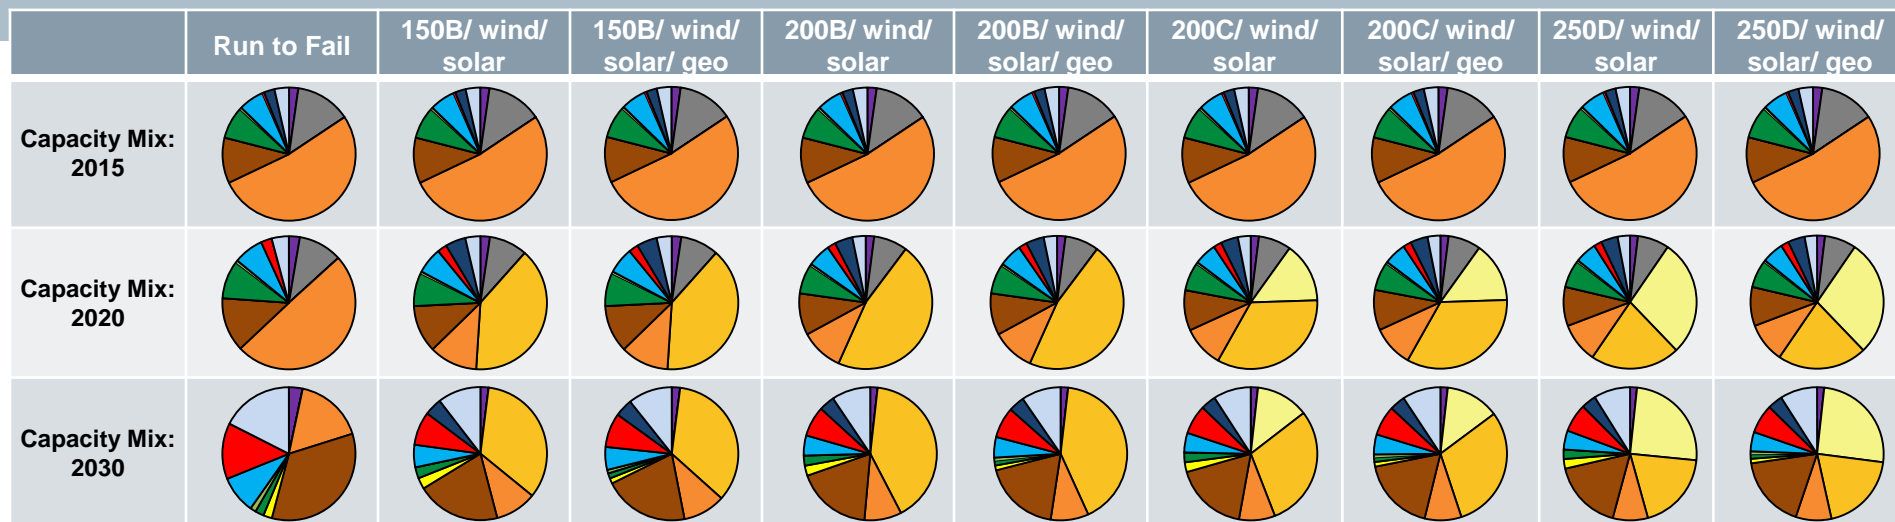 Run to Fail
150B/ wind/
solar
150B/ wind/
solar/ geo
200B/ wind/
solar
200B/ wind/
solar/ geo
200C/ wind/
solar
200C/ wind/
solar/ geo
250D/ wind/
solar
250D/ wind/
solar/ geo
Capacity Mix:
2015
Capacity Mix:
2020
Capacity Mix:
2030